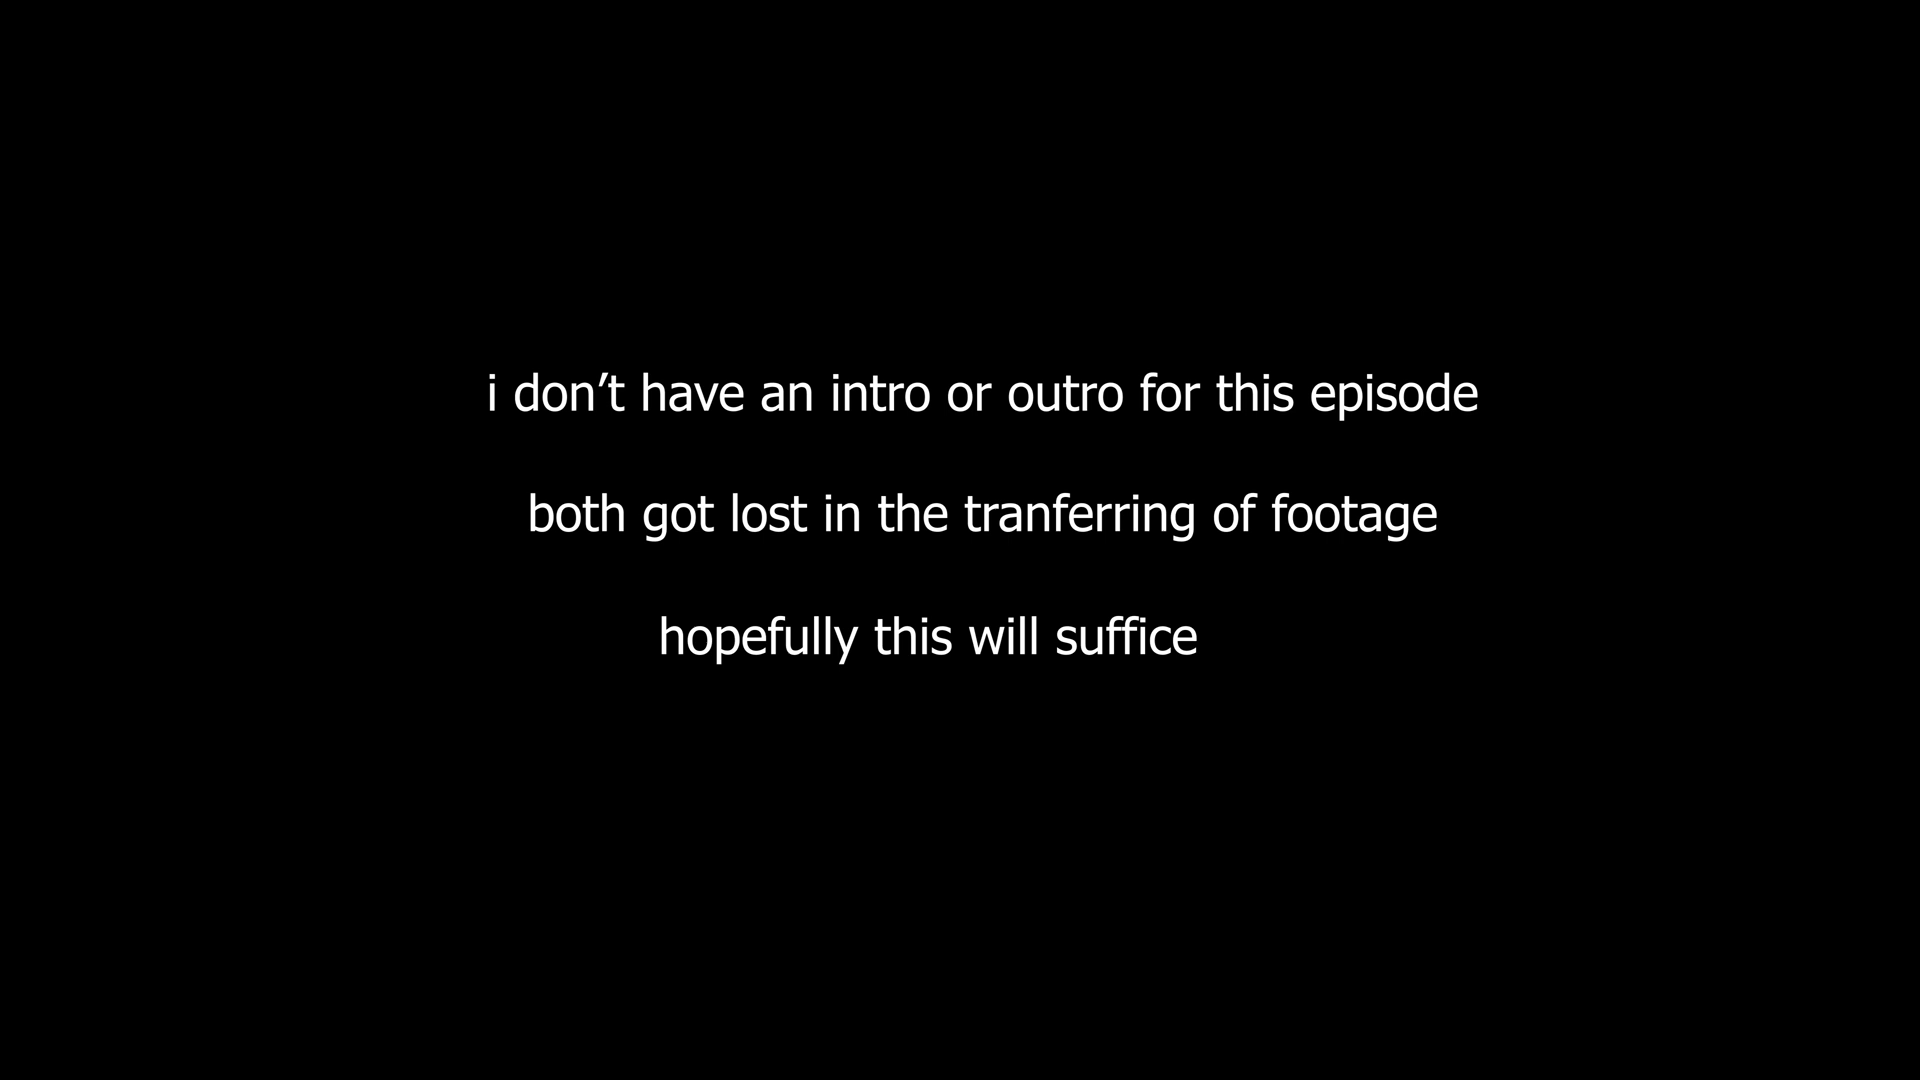 i don’t have an intro or outro for this episode
both got lost in the tranferring of footage
hopefully this will suffice